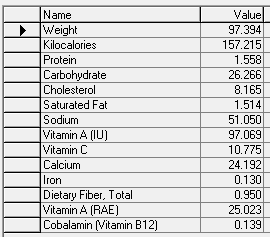 Name Value
Weight 97.394
Kilocalories 157.215
Protein 1.558
Carbohydrate 26.266
Cholesterol 8.165
Saturated Fat 1.514
Sodium 51.050
Vitamin A (IU) 97.069
Vitamin C 10.775
Calcium 24.192
Iron 0.130
Dietary Fiber, Total 0.950
Vitamin A (RAE) 25.023
Cobalamin (Vitamin B12) 0.139